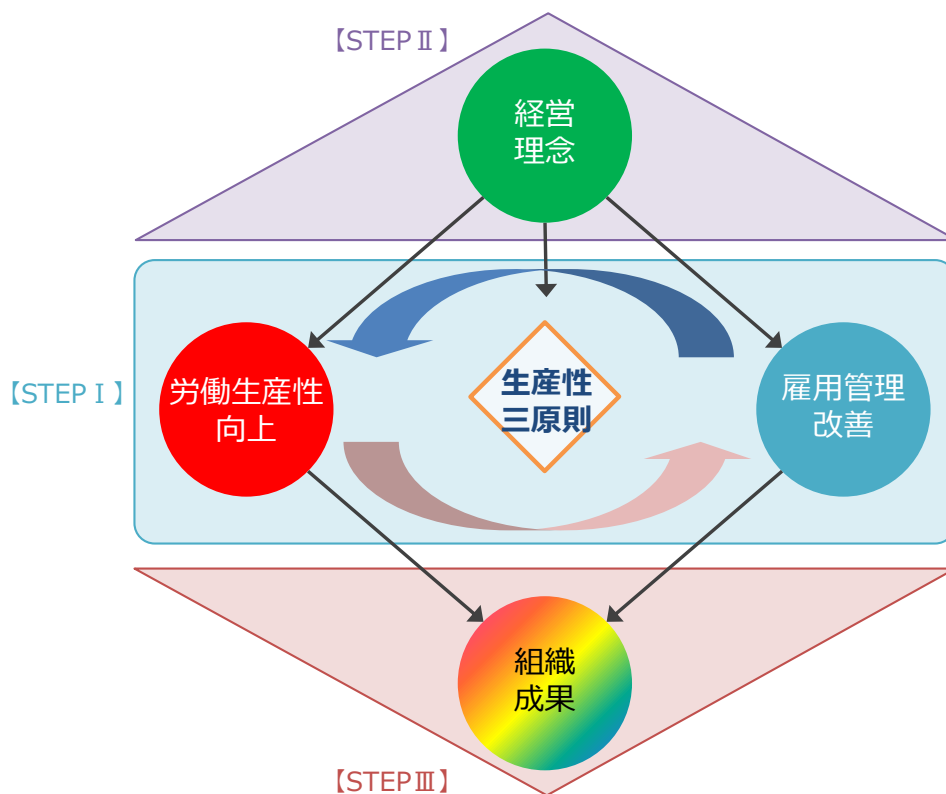 【STEPⅡ】
経営
理念
【STEPⅠ】
労働生産性
向上
生産性
三原則
雇用管理
改善
組織
成果
【STEPⅢ】